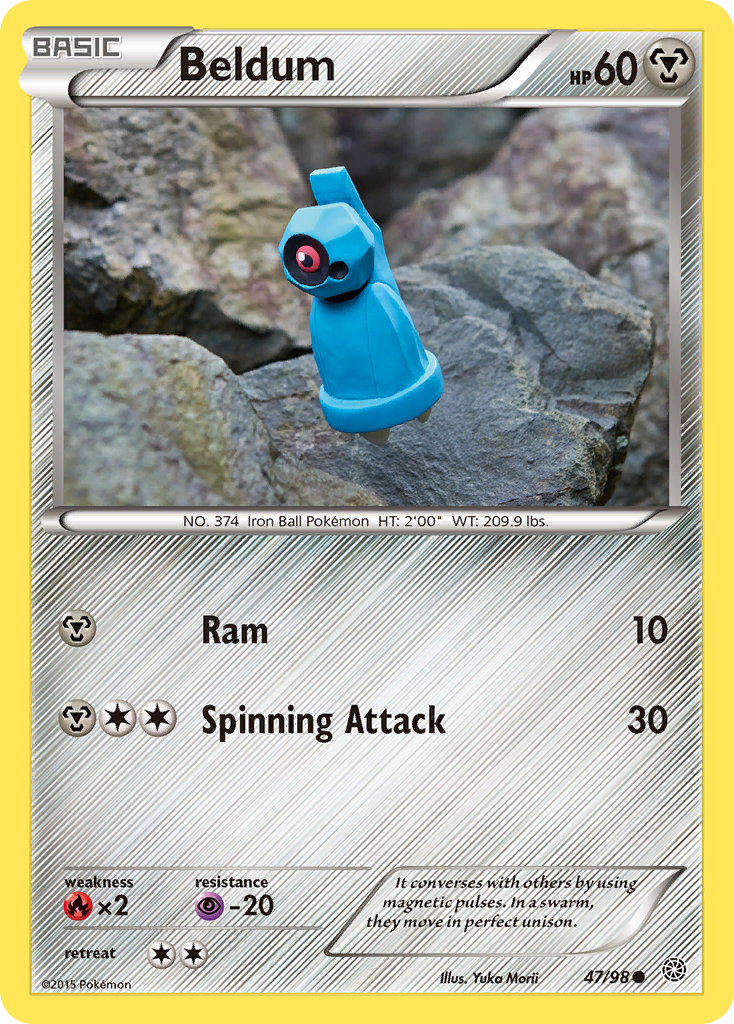 BASIC
Beldum
HP60
NO. 374 Iron Ball Pokémon HT: 2'00" WT: 209.9 lbs.
Ram 10
Spinning Attack 30
weakness resistance
×2 -20
It converses with others by using
magnetic pulses. In a swarm,
they move in perfect unison.
retreat
©2015 Pokémon
Illus. Yuka Morii
47/98